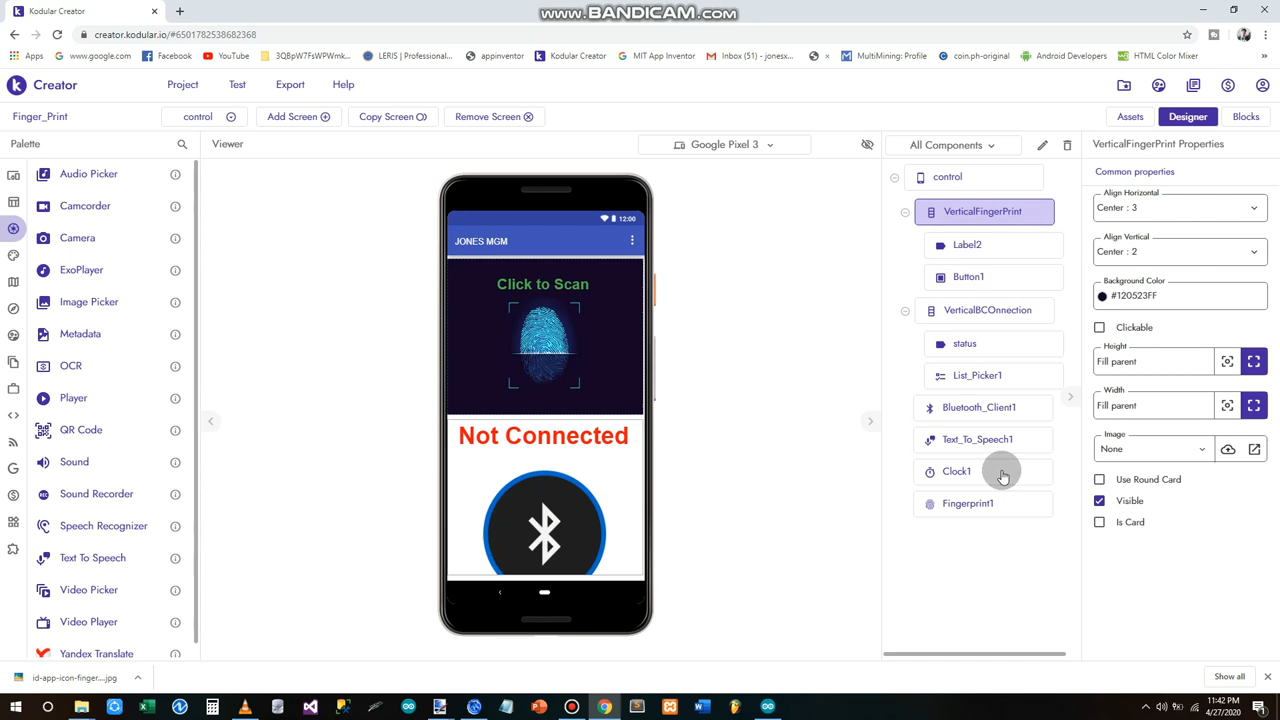 Kodular Creator
www.BANDICAM.com
creator.kodular.io/#6501782538682368
Apps
www.google.com
Facebook
YouTube
3QBpW7FsWPWmk...
LERIS | Professional...
appinventor
Kodular Creator
MIT App Inventor
Inbox (51) - jonesx...
MultiMining: Profile
coin.ph-original
Android Developers
HTML Color Mixer
Creator
Project
Test
Export
Help
Finger_Print
control
Add Screen
Copy Screen
Remove Screen
Assets
Designer
Blocks
Palette
Viewer
Google Pixel 3
All Components
VerticalFingerPrint Properties
Audio Picker
Camcorder
Camera
ExoPlayer
Image Picker
Metadata
OCR
Player
QR Code
Sound
Sound Recorder
Speech Recognizer
Text To Speech
Video Picker
Video Player
Yandex Translate
12:00
JONES MGM
Click to Scan
Not Connected
control
VerticalFingerPrint
Label2
Button1
VerticalBCOnnection
status
List_Picker1
Bluetooth_Client1
Text_To_Speech1
Clock1
Fingerprint1
Common properties
Align Horizontal
Center : 3
Align Vertical
Center : 2
Background Color
#120523FF
Clickable
Height
Fill parent
Width
Fill parent
Image
None
Use Round Card
Visible
Is Card
id-app-icon-finger....jpg
Show all
11:42 PM
4/27/2020